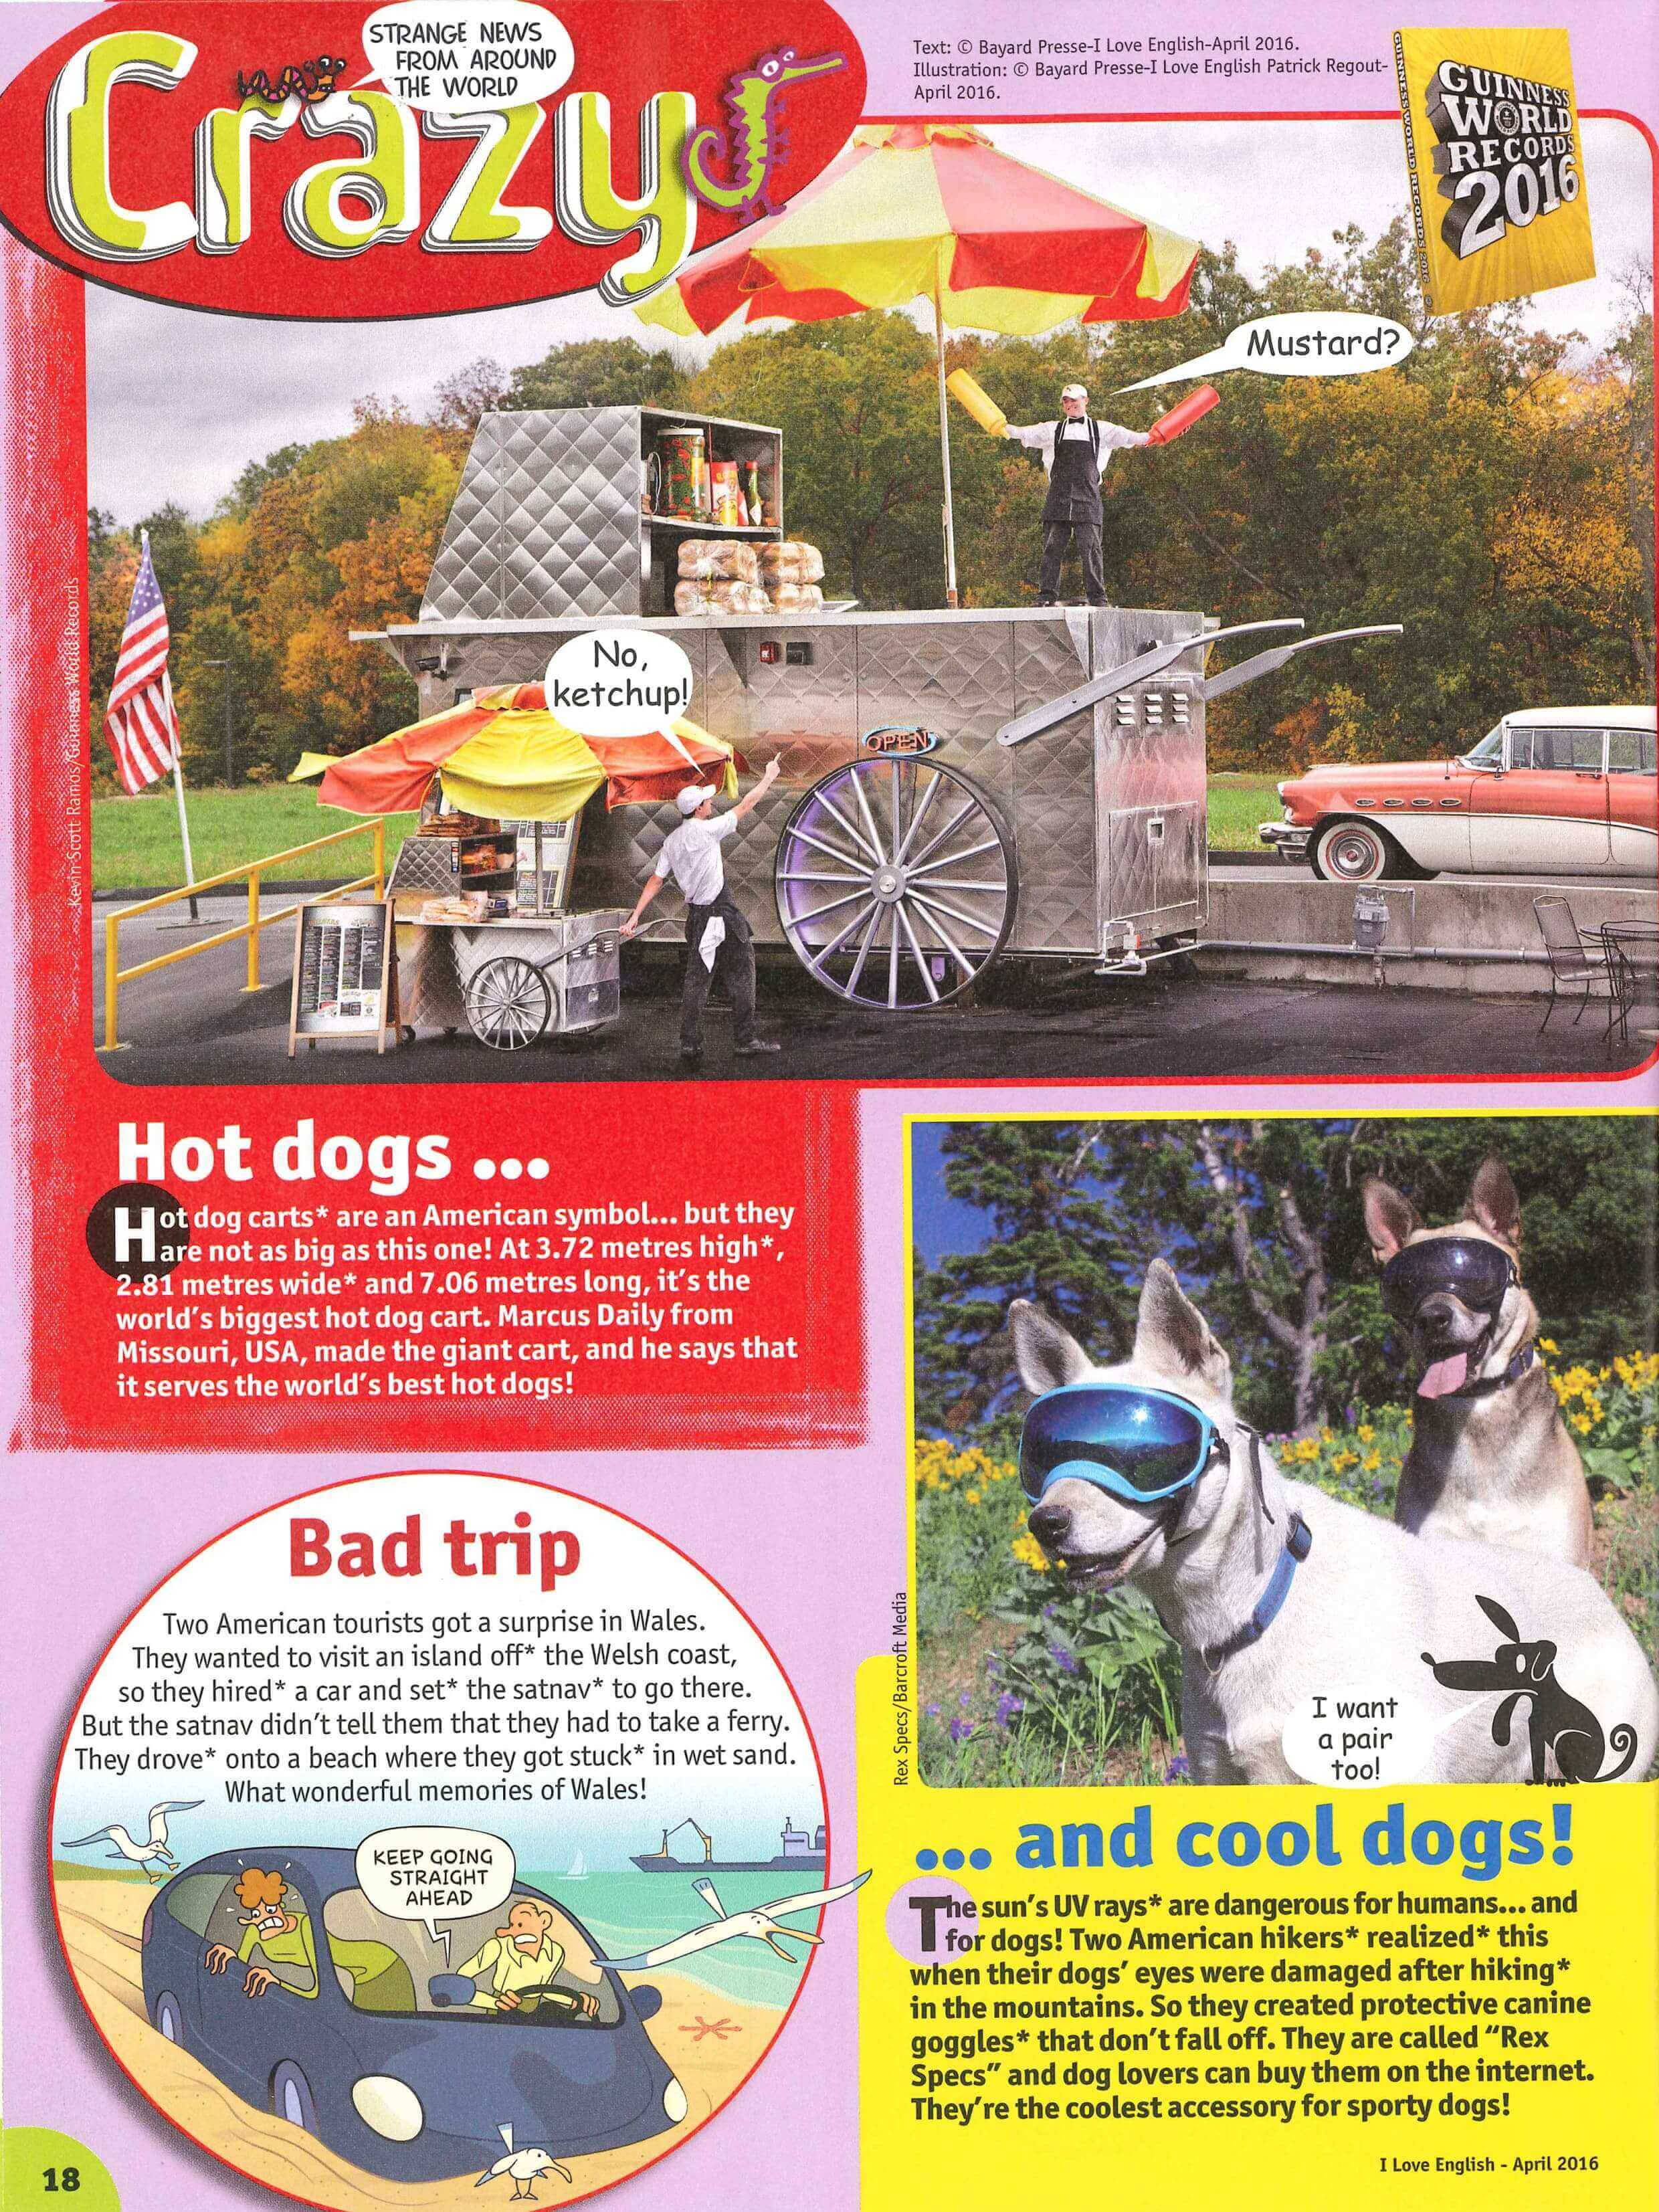 STRANGE NEWS
FROM AROUND
THE WORLD
Crazy
Text: © Bayard Presse-I Love English-April 2016.
Illustration: © Bayard Presse-I Love English Patrick Regout-
April 2016.
GUINNESS WORLD RECORDS 2016
GUINNESS
WORLD
RECORDS
2016
Mustard?
No,
ketchup!
OPEN
Kevin Scott Ramos/Guinness World Records
Hot dogs ...
Hot dog carts* are an American symbol... but they
are not as big as this one! At 3.72 metres high*,
2.81 metres wide* and 7.06 metres long, it's the
world's biggest hot dog cart. Marcus Daily from
Missouri, USA, made the giant cart, and he says that
it serves the world's best hot dogs!
Bad trip
Two American tourists got a surprise in Wales.
They wanted to visit an island off* the Welsh coast,
so they hired* a car and set* the satnav* to go there.
But the satnav didn't tell them that they had to take a ferry.
They drove* onto a beach where they got stuck* in wet sand.
What wonderful memories of Wales!
KEEP GOING
STRAIGHT
AHEAD
Rex Specs/Barcroft Media
I want
a pair
too!
... and cool dogs!
The sun's UV rays* are dangerous for humans... and
for dogs! Two American hikers* realized* this
when their dogs' eyes were damaged after hiking*
in the mountains. So they created protective canine
goggles* that don't fall off. They are called “Rex
Specs” and dog lovers can buy them on the internet.
They're the coolest accessory for sporty dogs!
18
I Love English - April 2016